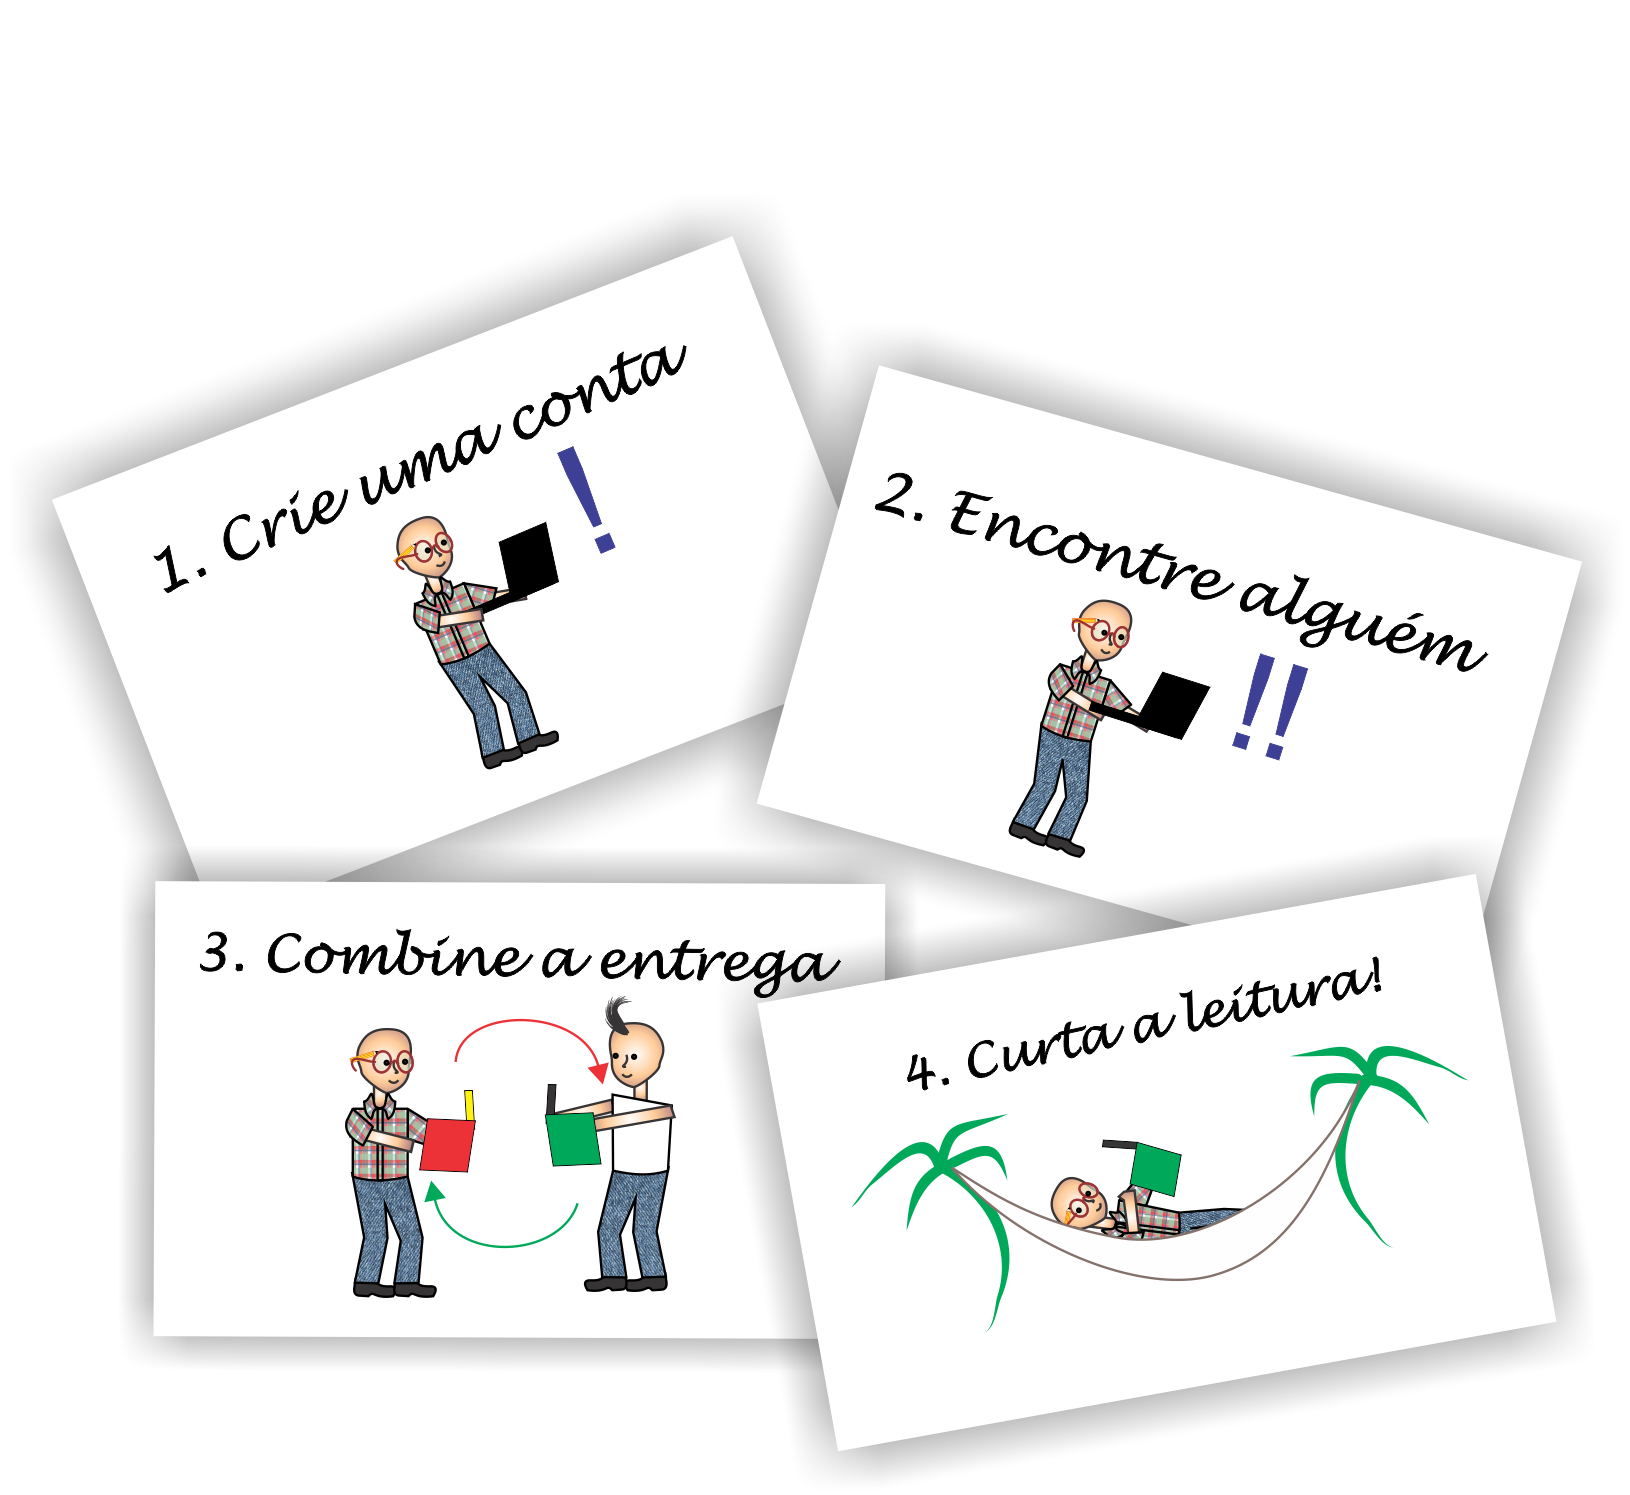 1. Crie uma conta
!
2. Encontre alguém
!!
3. Combine a entrega
4. Curta a leitura!